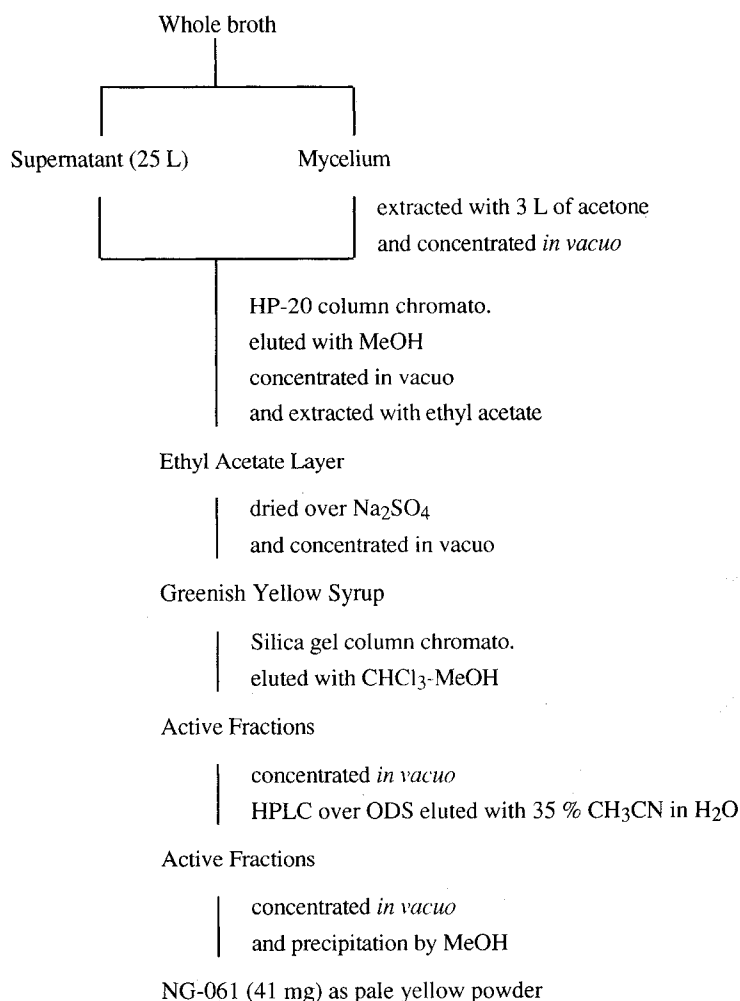 Whole broth
Supernatant (25 L)
Mycelium
extracted with 3 L of acetone
and concentrated in vacuo
HP-20 column chromato.
eluted with MeOH
concentrated in vacuo
and extracted with ethyl acetate
Ethyl Acetate Layer
dried over Na2SO4
and concentrated in vacuo
Greenish Yellow Syrup
Silica gel column chromato.
eluted with CHCl3-MeOH
Active Fractions
concentrated in vacuo
HPLC over ODS eluted with 35 % CH3CN in H2O
Active Fractions
concentrated in vacuo
and precipitation by MeOH
NG-061 (41 mg) as pale yellow powder